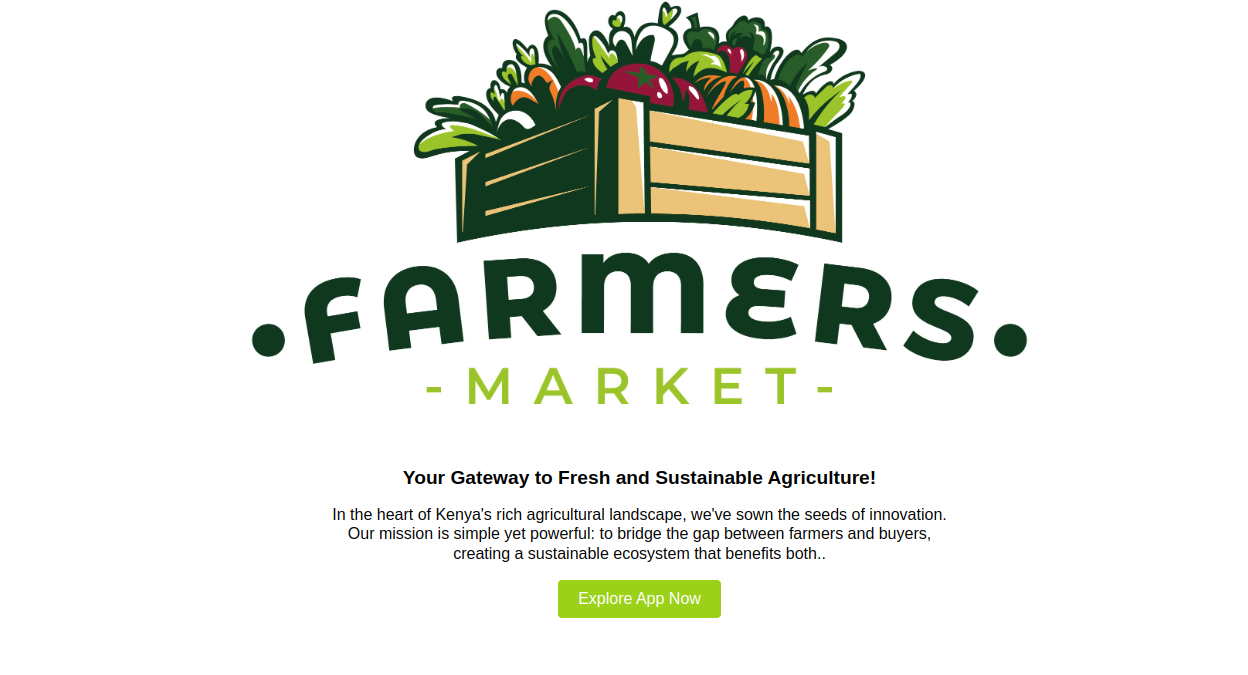 •FARMERS•
- MARKET -
Your Gateway to Fresh and Sustainable Agriculture!
In the heart of Kenya's rich agricultural landscape, we've sown the seeds of innovation.
Our mission is simple yet powerful: to bridge the gap between farmers and buyers,
creating a sustainable ecosystem that benefits both..
Explore App Now